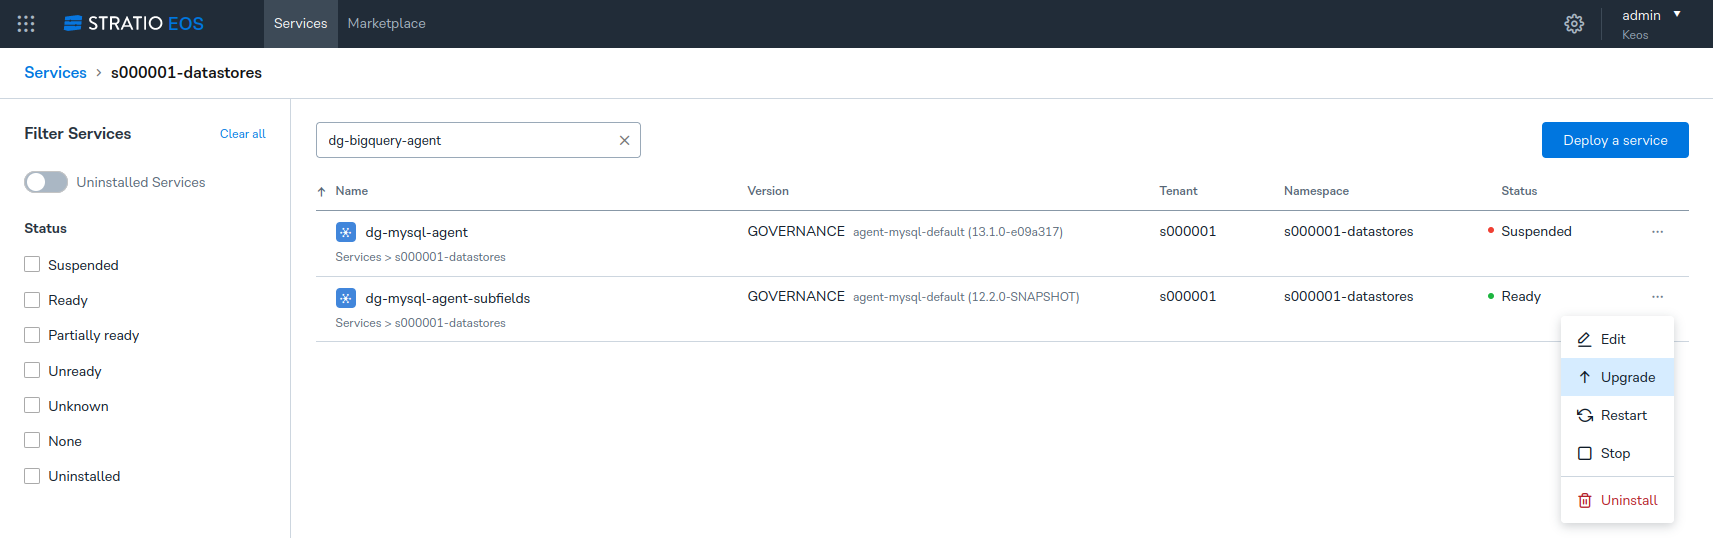 STRATIO EOS
Services
Marketplace
admin
Keos
Services > s000001-datastores
Filter Services
Clear all
Uninstalled Services
Status
Suspended
Ready
Partially ready
Unready
Unknown
None
Uninstalled
dg-bigquery-agent
Deploy a service
Name Version Tenant Namespace Status
dg-mysql-agent GOVERNANCE agent-mysql-default (13.1.0-e09a317) s000001 s000001-datastores Suspended ...
Services > s000001-datastores
dg-mysql-agent-subfields GOVERNANCE agent-mysql-default (12.2.0-SNAPSHOT) s000001 s000001-datastores Ready ...
Services > s000001-datastores
Edit
Upgrade
Restart
Stop
Uninstall